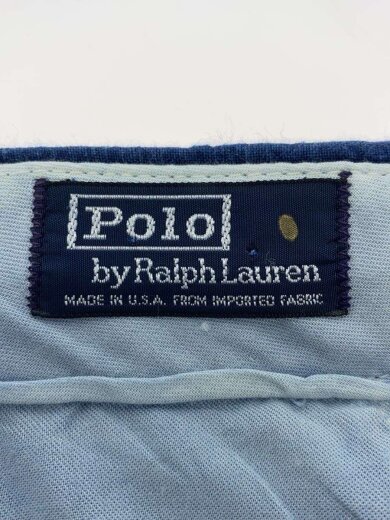 Polo
by Ralph Lauren
MADE IN U.S.A. FROM IMPORTED FABRIC